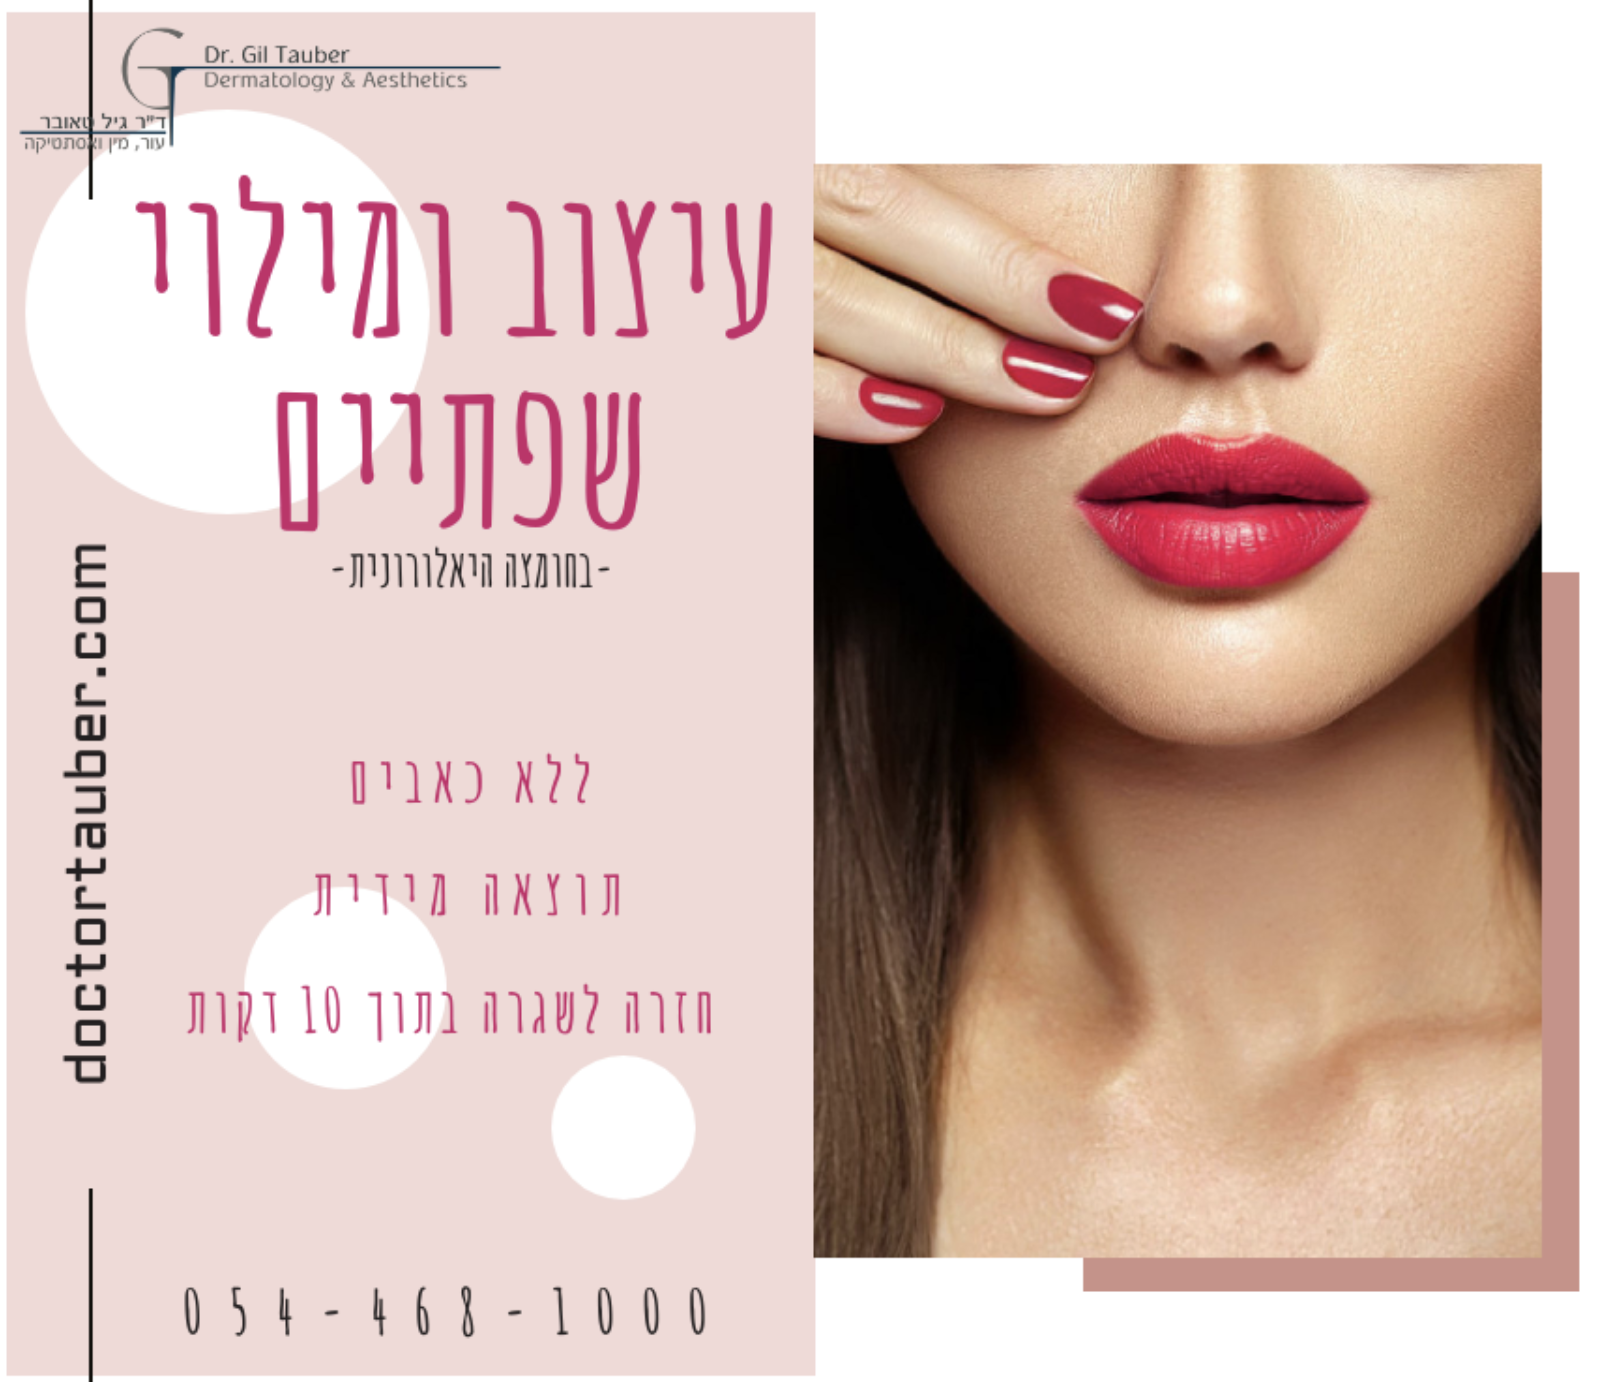 Dr. Gil Tauber
Dermatology & Aesthetics
ד"ר גיל טאובר
עור, מין ואסתטיקה
עיצוב ומילוי
שפתיים
-בחומצה היאלורונית-
ללא כאבים
תוצאה מידית
חזרה לשגרה בתוך 10 דקות
doctortauber.com
054-468-1000